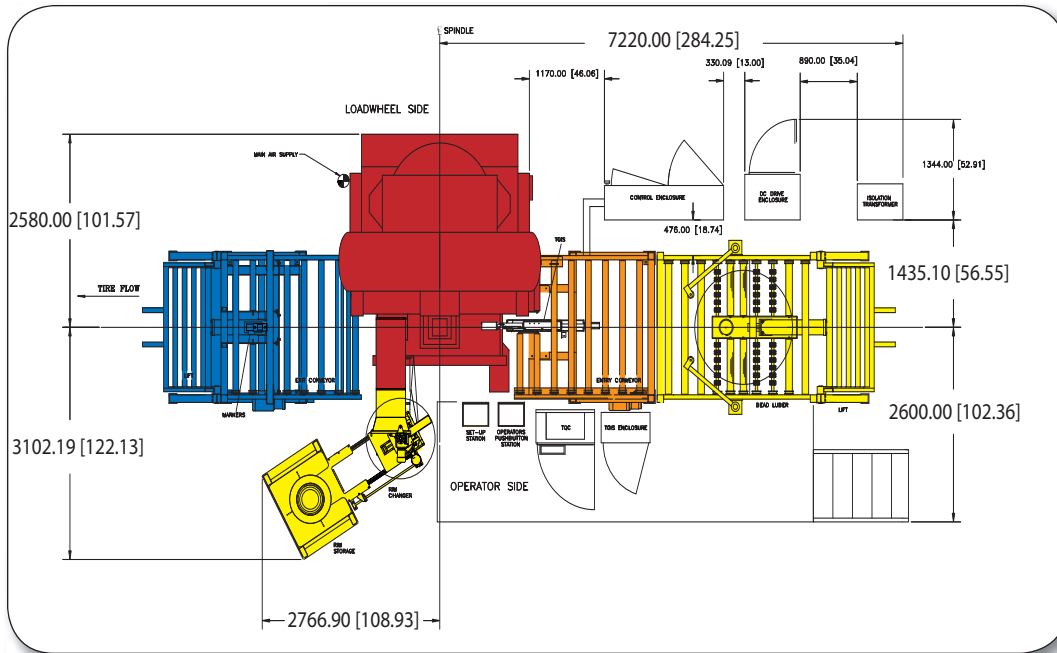 SPINDLE
7220.00 [284.25]
330.09 [13.00]
890.00 [35.04]
1170.00 [46.06]
LOADWHEEL SIDE
MAIN AIR SUPPLY
1344.00 [52.91]
CONTROL ENCLOSURE
DC DRIVE
ENCLOSURE
ISOLATION
TRANSFORMER
2580.00 [101.57]
476.00 [18.74]
TGIS
1435.10 [56.55]
TIRE FLOW
LIFT
EXIT CONVEYOR
MARKERS
ENTRY CONVEYOR
BEAD LUBER
LIFT
2600.00 [102.36]
SET-UP
STATION
OPERATORS
PUSHBUTTON
STATION
TQC
TGIS ENCLOSURE
3102.19 [122.13]
OPERATOR SIDE
RIM
CHANGER
RIM
STORAGE
2766.90 [108.93]